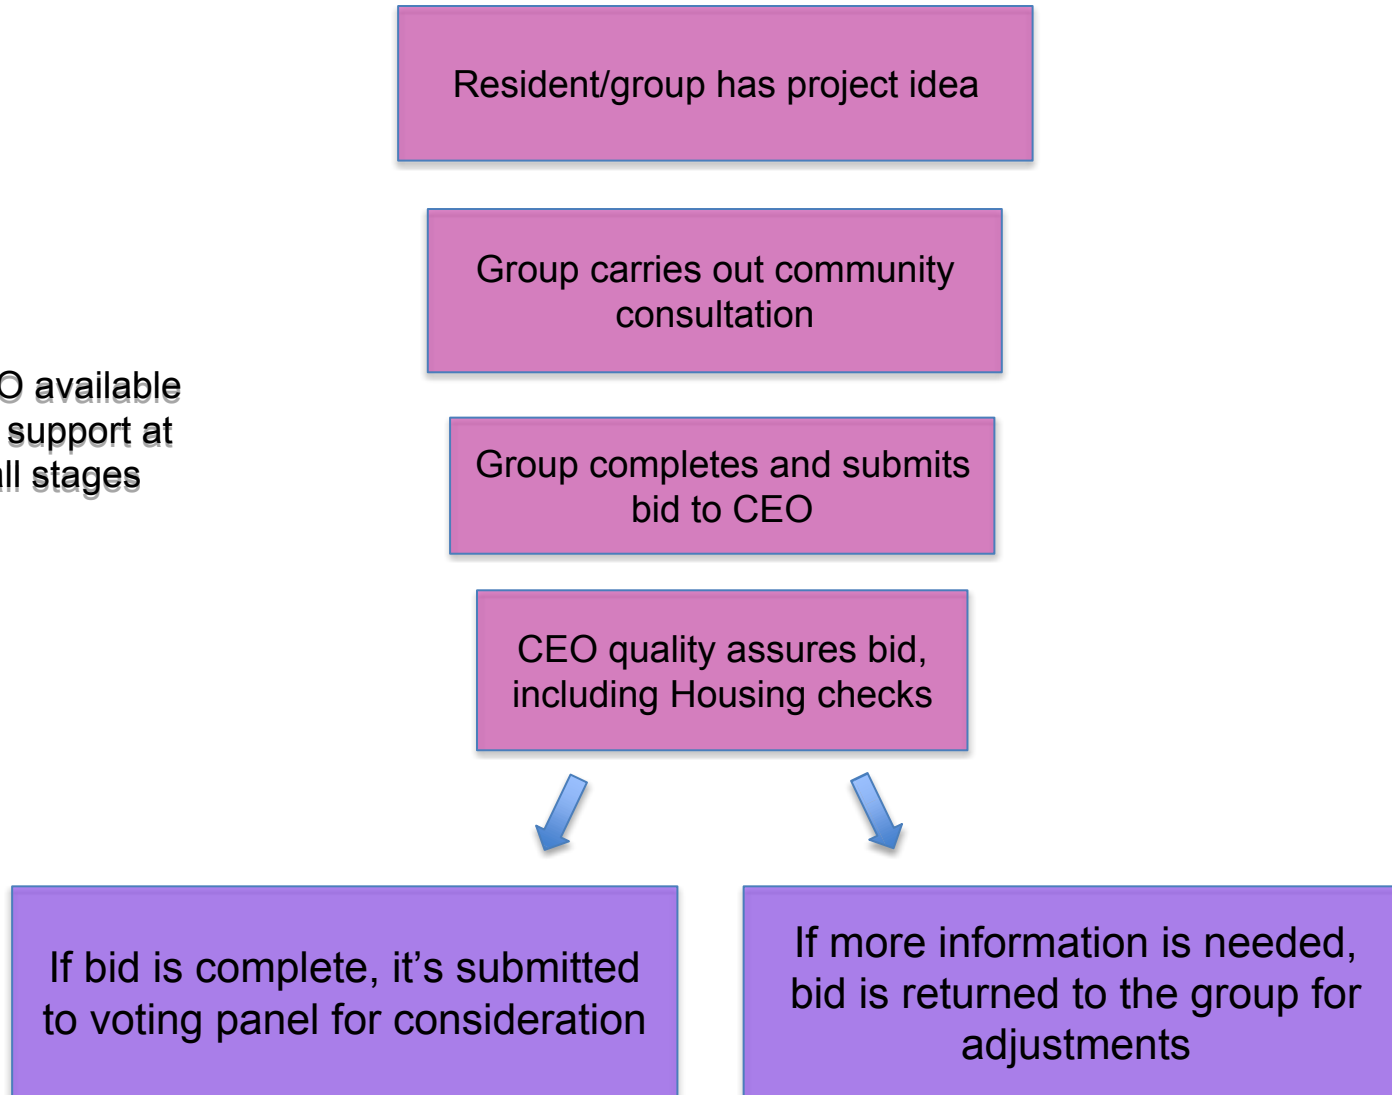 Resident/group has project idea
Group carries out community
consultation
O available
support at
all stages
Group completes and submits
bid to CEO
CEO quality assures bid,
including Housing checks
If bid is complete, it's submitted
to voting panel for consideration
If more information is needed,
bid is returned to the group for
adjustments